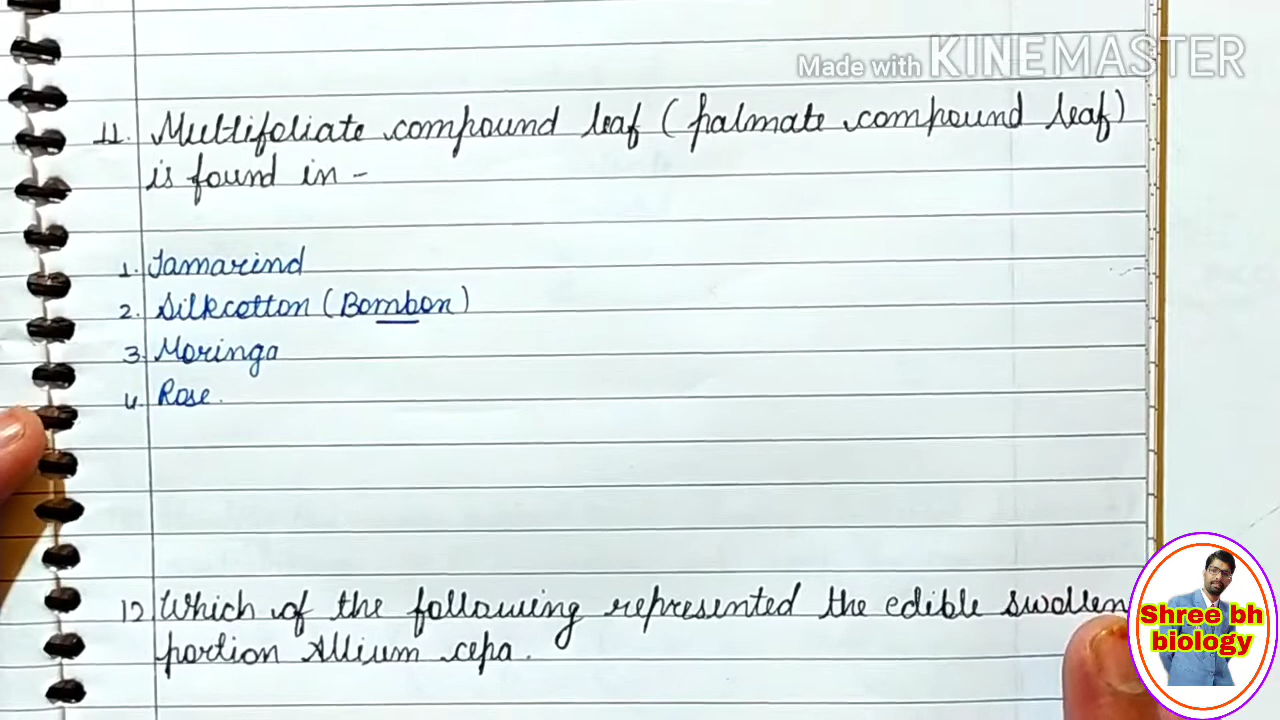 Made with KINEMASTER
11. Multifoliate compound leaf (palmate compound leaf)
is found in -
1. Tamarind
2. Silkcotton (Bombon)
3. Moringa
4. Rose.
12. Which of the following represented the edible swollen
portion Allium cepa.
Shree bh
biology